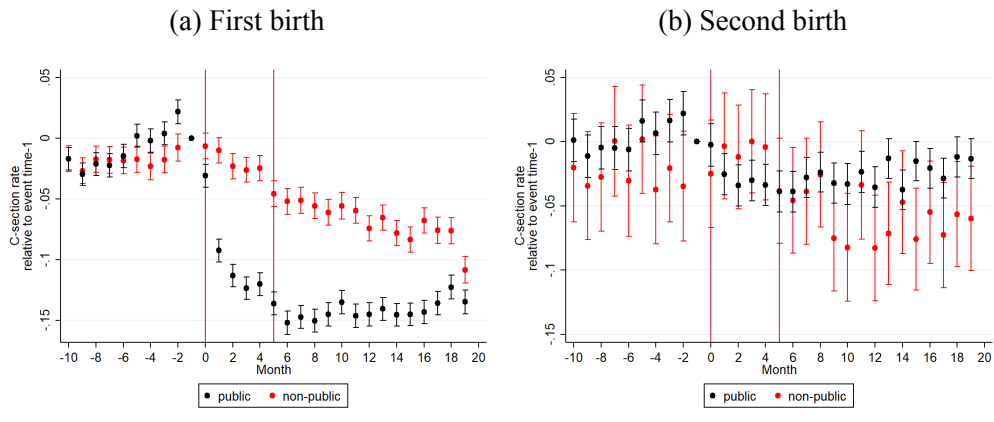 (a) First birth
C-section rate
relative to event time-1
.05
0
-.05
-.1
-.15
-10 -8 -6 -4 -2 0 2 4 6 8 10 12 14 16 18 20
Month
public non-public
(b) Second birth
C-section rate
relative to event time-1
.05
0
-.05
-.1
-.15
-10 -8 -6 -4 -2 0 2 4 6 8 10 12 14 16 18 20
Month
public non-public